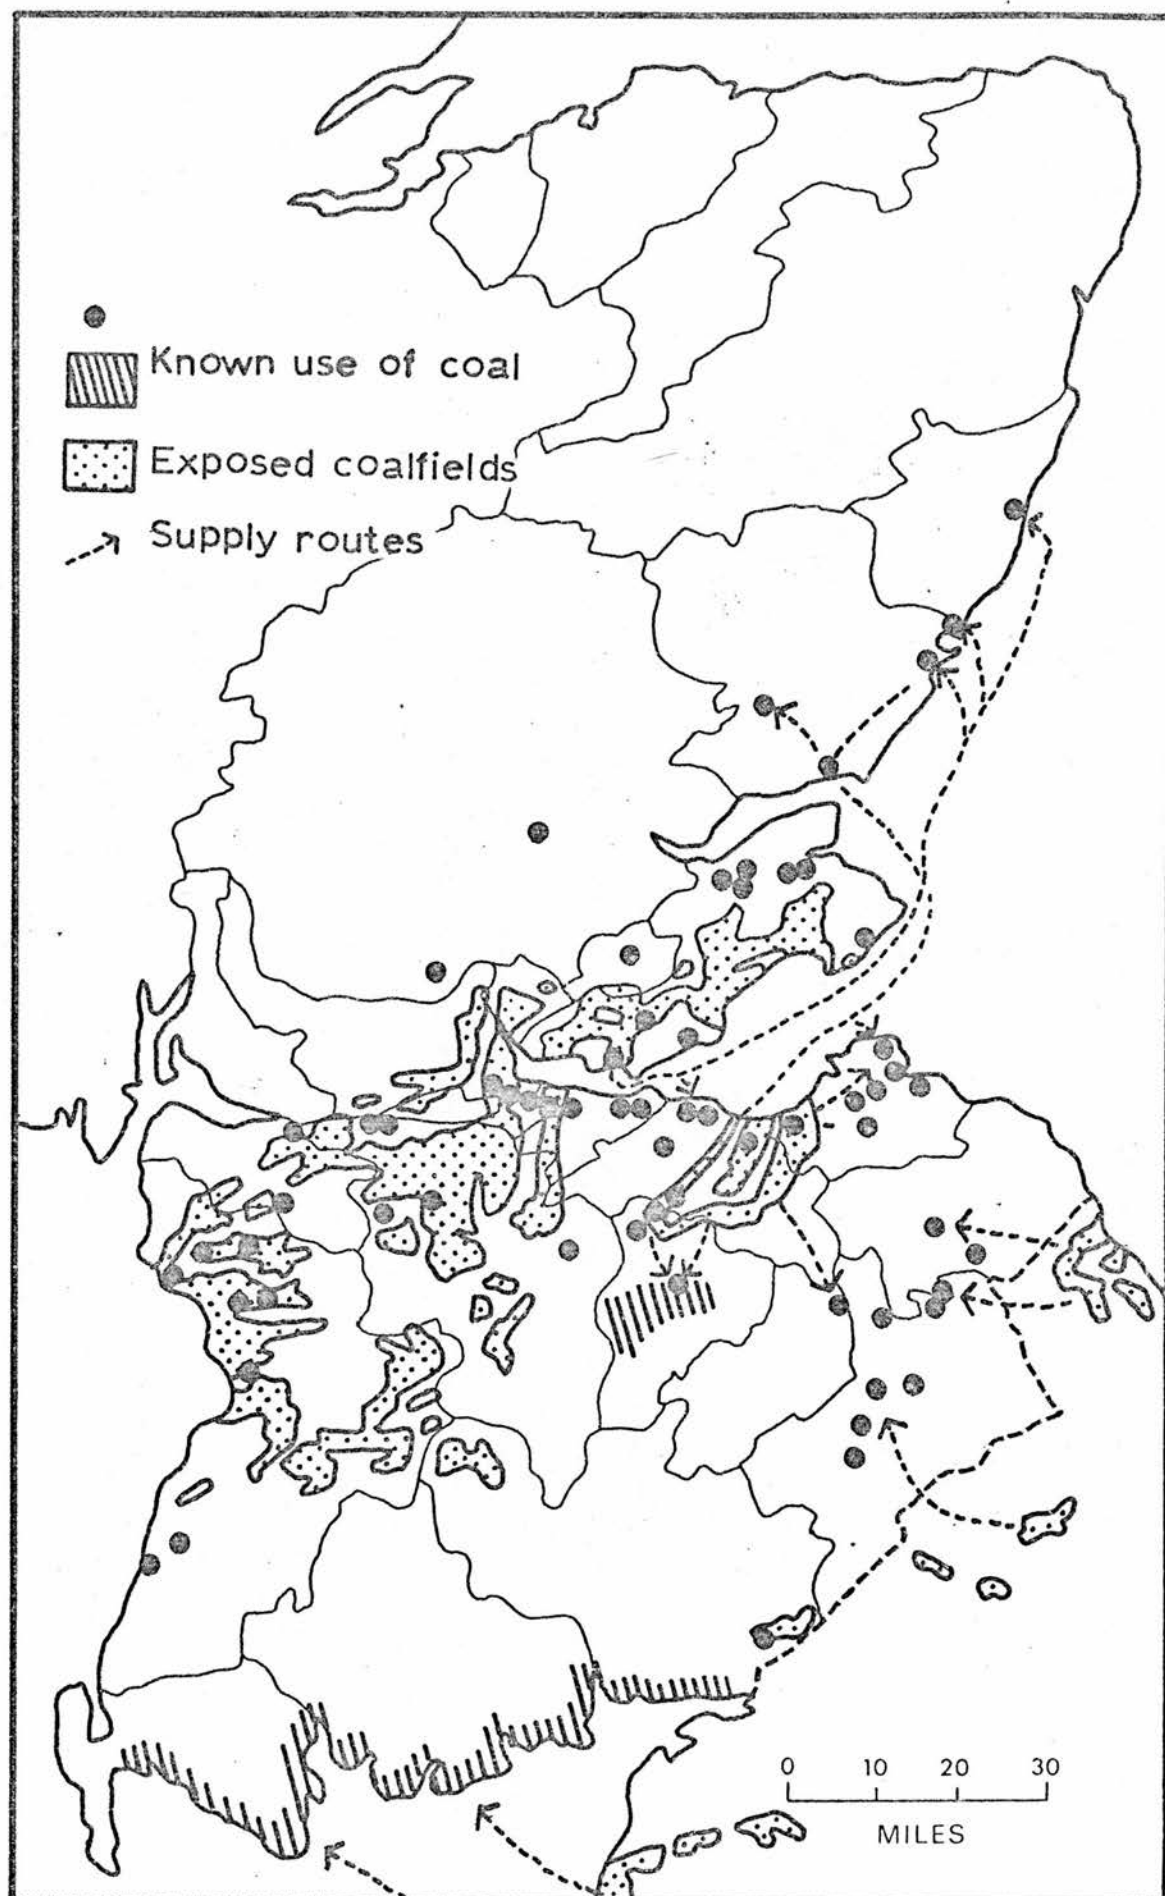 Known use of coal
Exposed coalfields
Supply routes
0 10 20 30
MILES